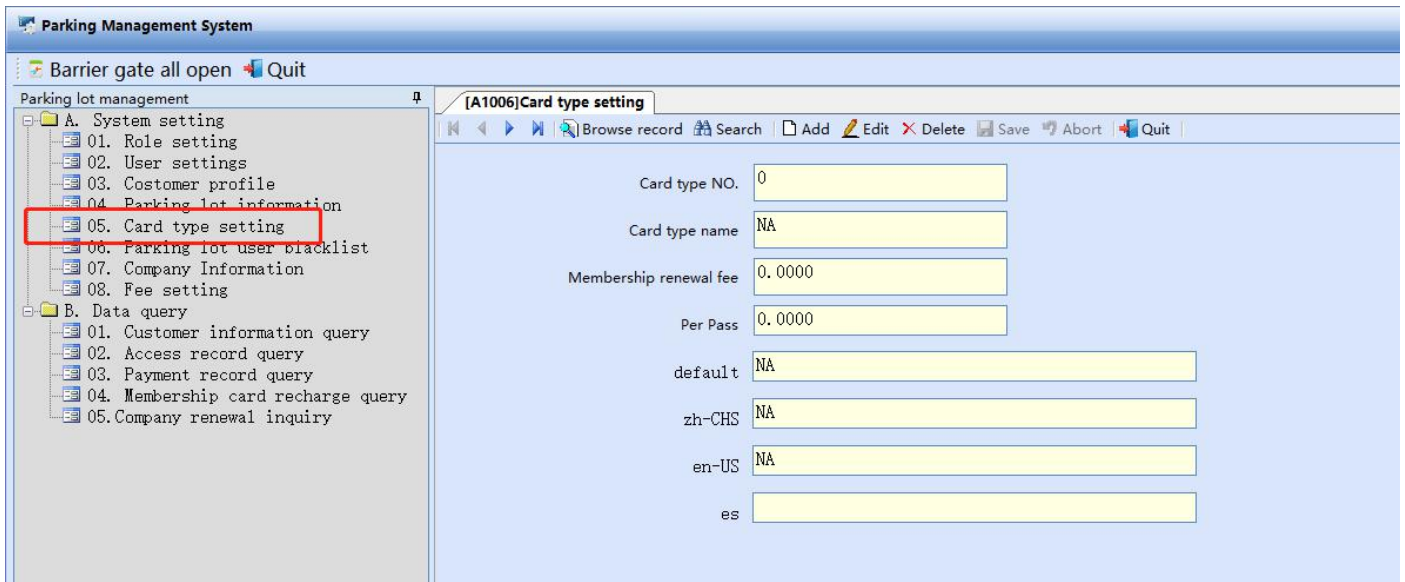 Parking Management System
Barrier gate all open Quit
Parking lot management
A. System setting
01. Role setting
02. User settings
03. Costomer profile
04. Parking lot information
05. Card type setting
06. Parking lot user blacklist
07. Company Information
08. Fee setting
B. Data query
01. Customer information query
02. Access record query
03. Payment record query
04. Membership card recharge query
05.Company renewal inquiry
[A1006]Card type setting
Browse record Search Add Edit Delete Save Abort Quit
Card type NO. 0
Card type name NA
Membership renewal fee 0.0000
Per Pass 0.0000
default NA
zh-CHS NA
en-US NA
es